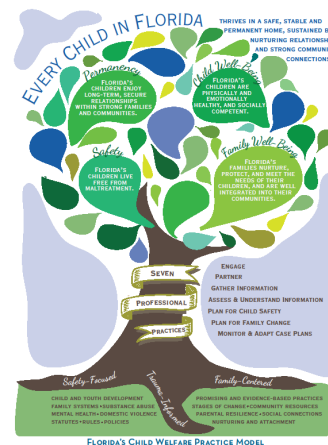 EVERY CHILD IN FLORIDA
THRIVES IN A SAFE, STABLE AND
PERMANENT HOME, SUSTAINED B
NURTURING RELATIONSH
AND STRONG COMMUNI
CONNECTIONS
Permanency
FLORIDA'S
CHILDREN ENJOY
LONG-TERM, SECURE
RELATIONSHIPS
WITHIN STRONG FAMILIES
AND COMMUNITIES.
Child Well-Being
FLORIDA'S
CHILDREN ARE
PHYSICALLY AND
EMOTIONALLY
HEALTHY, AND SOCIALLY
COMPETENT.
Safety
FLORIDA'S
CHILDREN LIVE
FREE FROM
MALTREATMENT.
Family Well-Being
FLORIDA'S
FAMILIES NURTURE,
PROTECT, AND MEET THE
NEEDS OF THEIR
CHILDREN, AND ARE WELL
INTEGRATED INTO THEIR
COMMUNITIES.
SEVEN
PROFESSIONAL
PRACTICES
ENGAGE
PARTNER
GATHER INFORMATION
ASSESS & UNDERSTAND INFORMATION
PLAN FOR CHILD SAFETY
PLAN FOR FAMILY CHANGE
MONITOR & ADAPT CASE PLANS
Safety-Focused
CHILD AND YOUTH DEVELOPMENT
FAMILY SYSTEMS•SUBSTANCE ABUSE
MENTAL HEALTH•DOMESTIC VIOLENCE
STATUTES•RULES•POLICIES
Trauma-Informed
Family-Centered
PROMISING AND EVIDENCE-BASED PRACTICES
STAGES OF CHANGE•COMMUNITY RESOURCES
PARENTAL RESILIENCE•SOCIAL CONNECTIONS
NURTURING AND ATTACHMENT
FLORIDA'S CHILD WELFARE PRACTICE MODEL